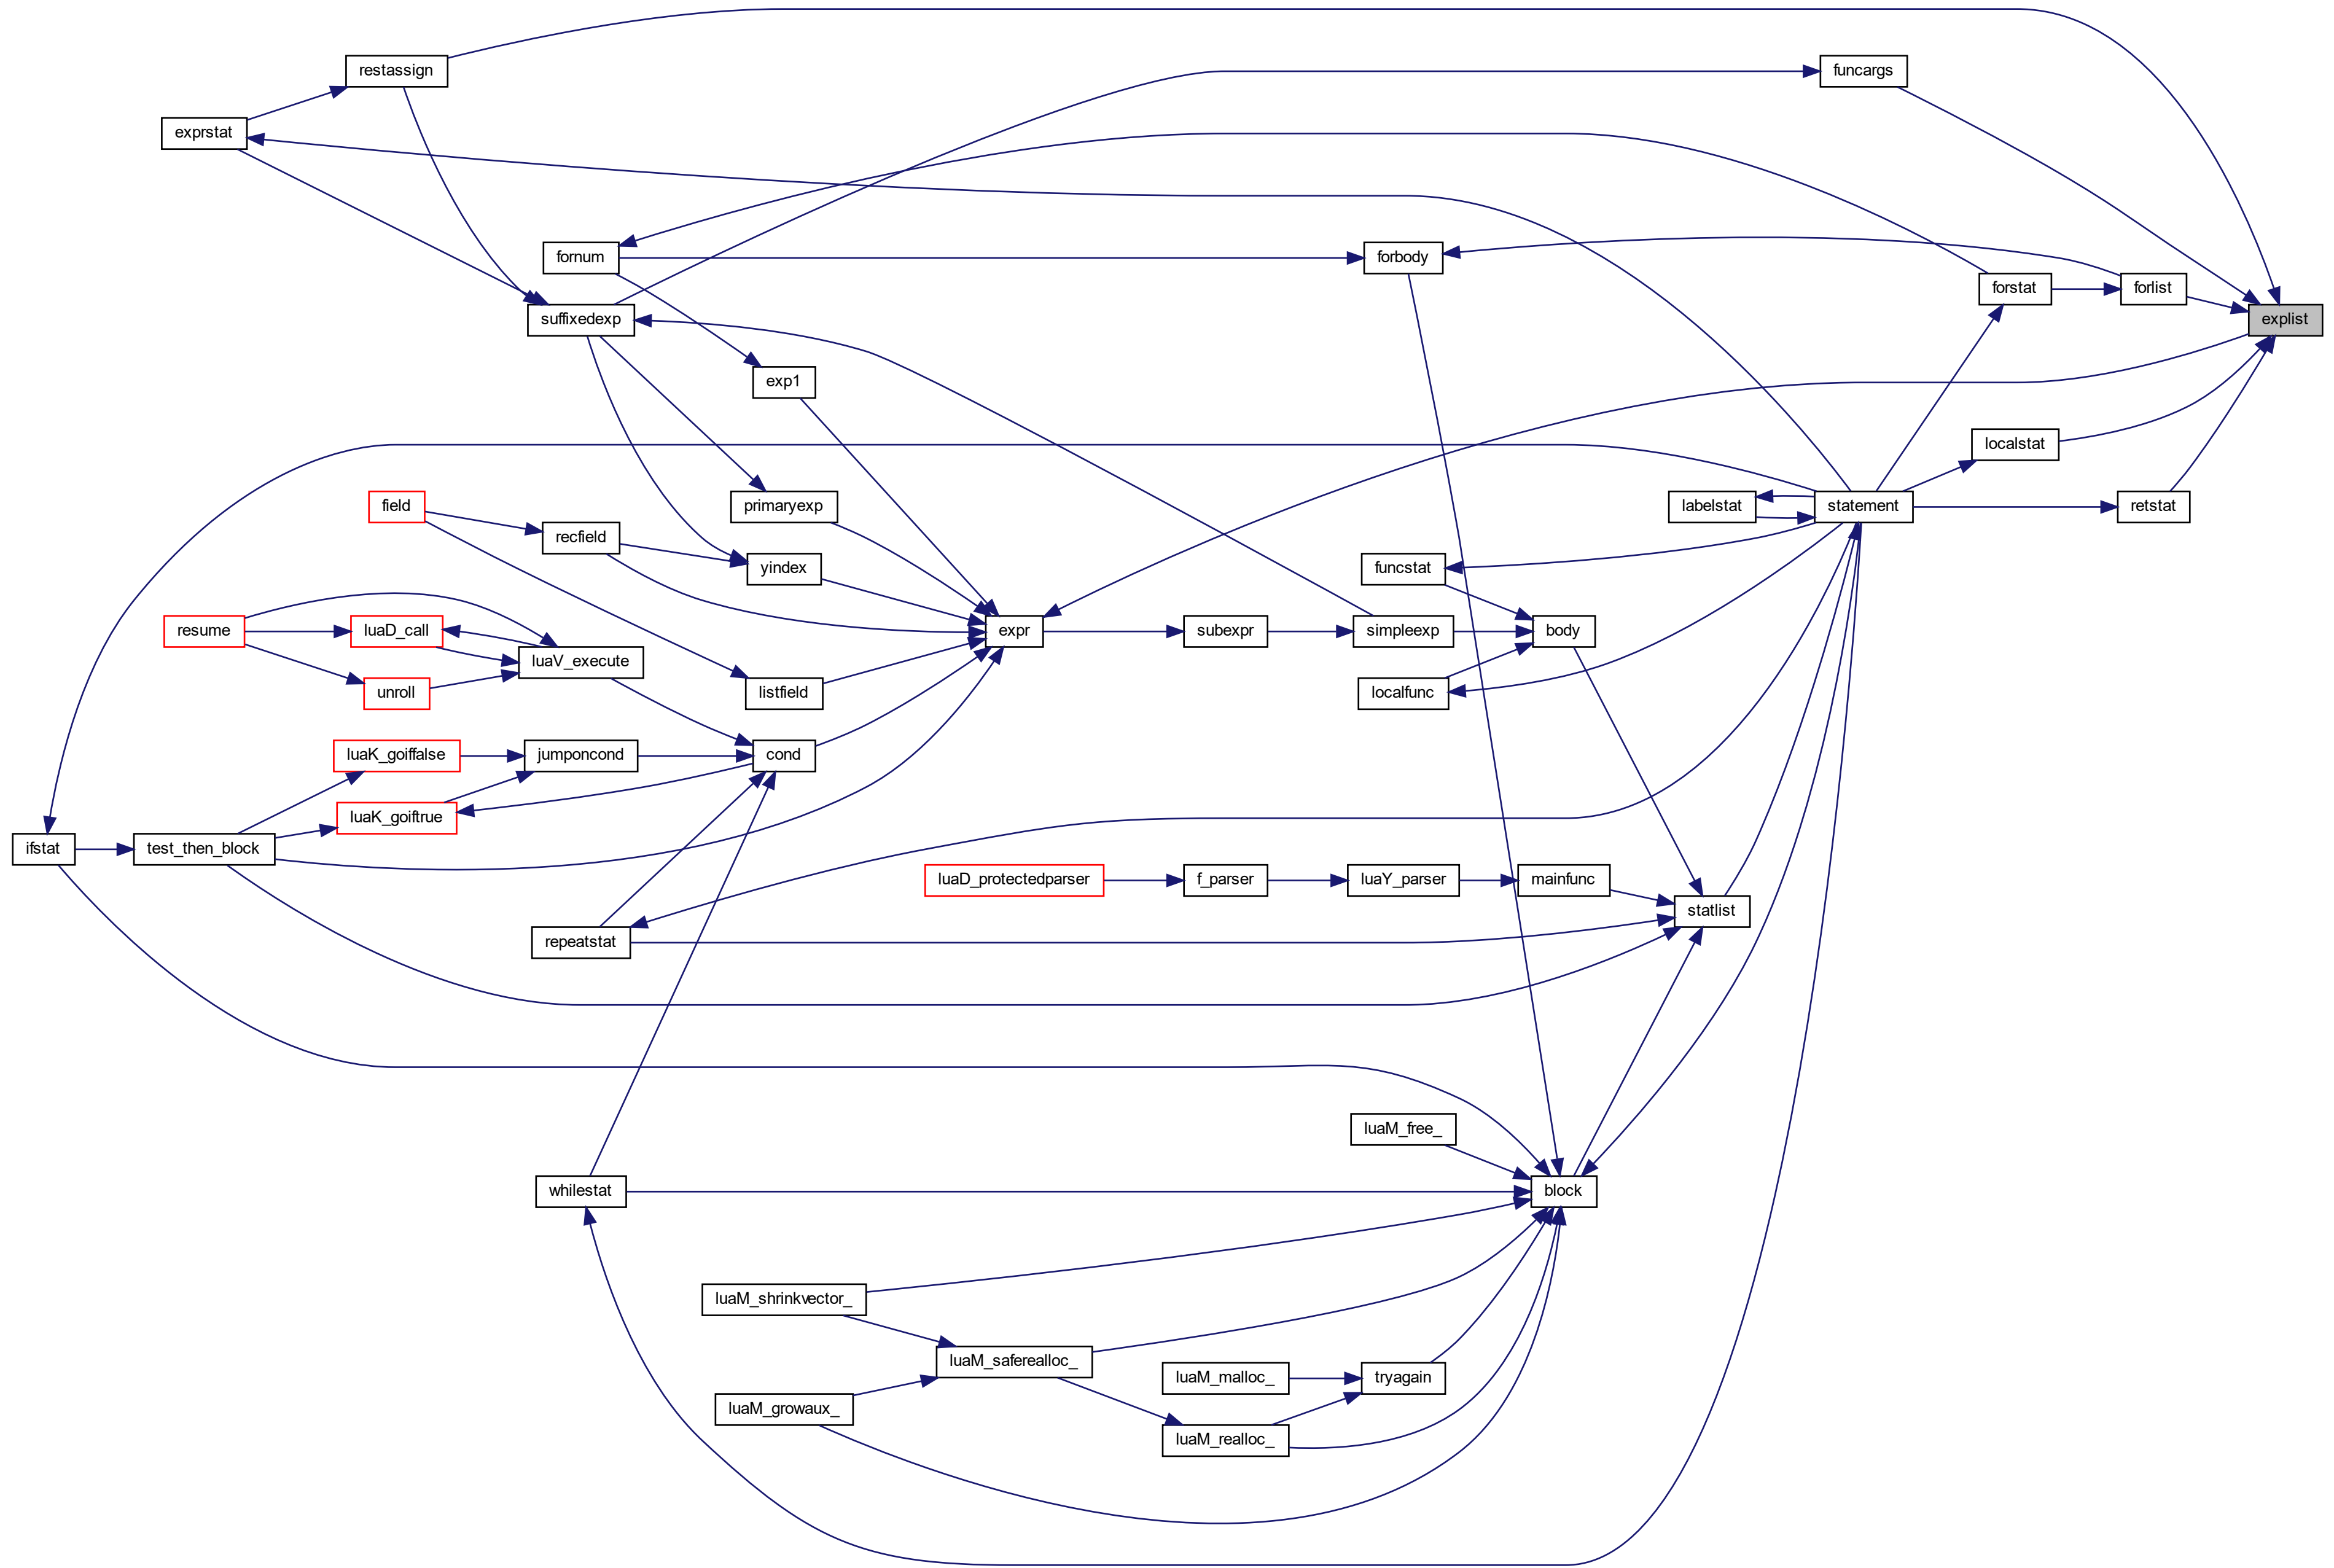 restassign
funcargs
exprstat
fornum
forbody
forstat
forlist
suffixedexp
explist
exp1
localstat
field
primaryexp
labelstat
statement
retstat
recfield
yindex
funcstat
resume
luaD_call
luaV_execute
expr
subexpr
simpleexp
body
unroll
listfield
localfunc
luaK_goiffalse
jumponcond
cond
luaK_goiftrue
ifstat
test_then_block
luaD_protectedparser
f_parser
luaY_parser
mainfunc
statlist
repeatstat
luaM_free_
whilestat
block
luaM_shrinkvector_
luaM_saferealloc_
luaM_malloc_
tryagain
luaM_growaux_
luaM_realloc_